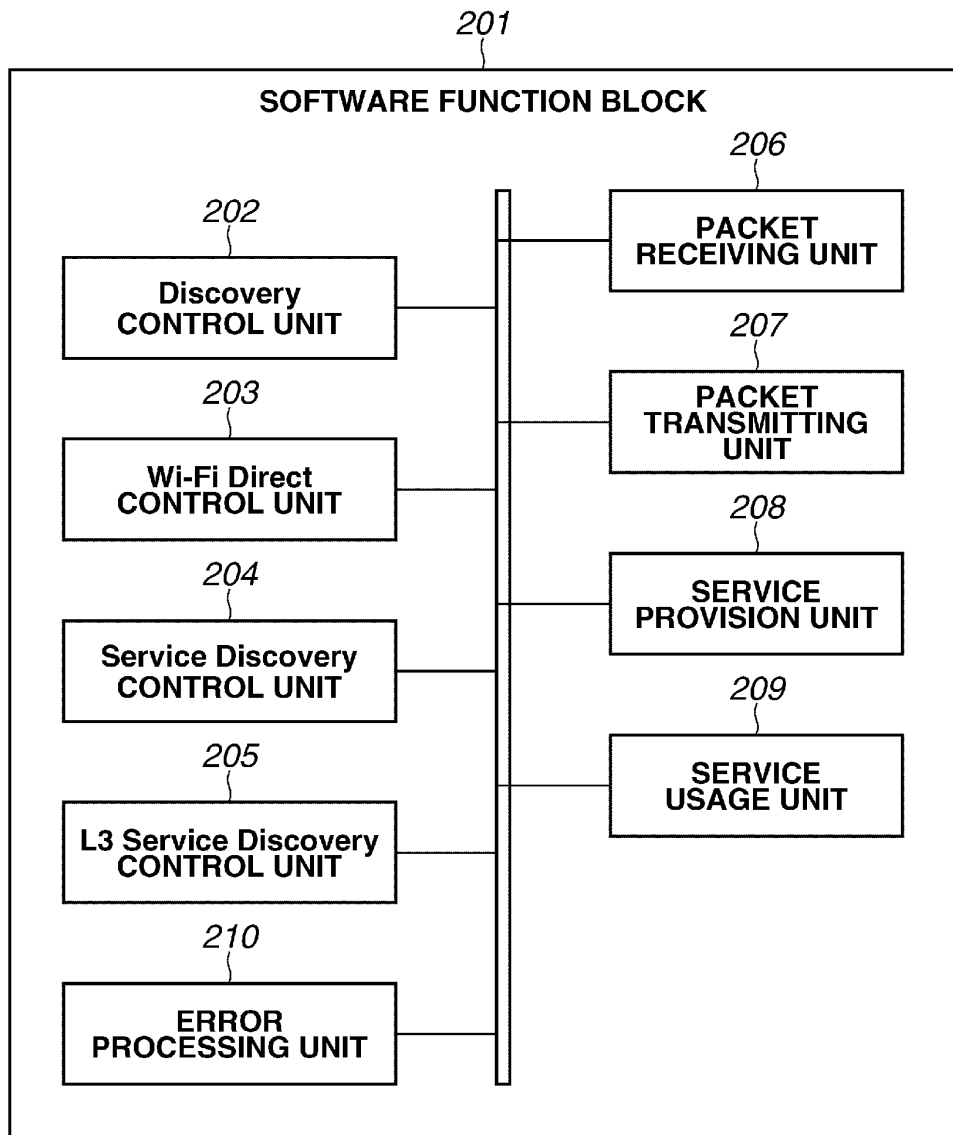 201
SOFTWARE FUNCTION BLOCK
202
Discovery
CONTROL UNIT
203
Wi-Fi Direct
CONTROL UNIT
204
Service Discovery
CONTROL UNIT
205
L3 Service Discovery
CONTROL UNIT
210
ERROR
PROCESSING UNIT
206
PACKET
RECEIVING UNIT
207
PACKET
TRANSMITTING
UNIT
208
SERVICE
PROVISION UNIT
209
SERVICE
USAGE UNIT